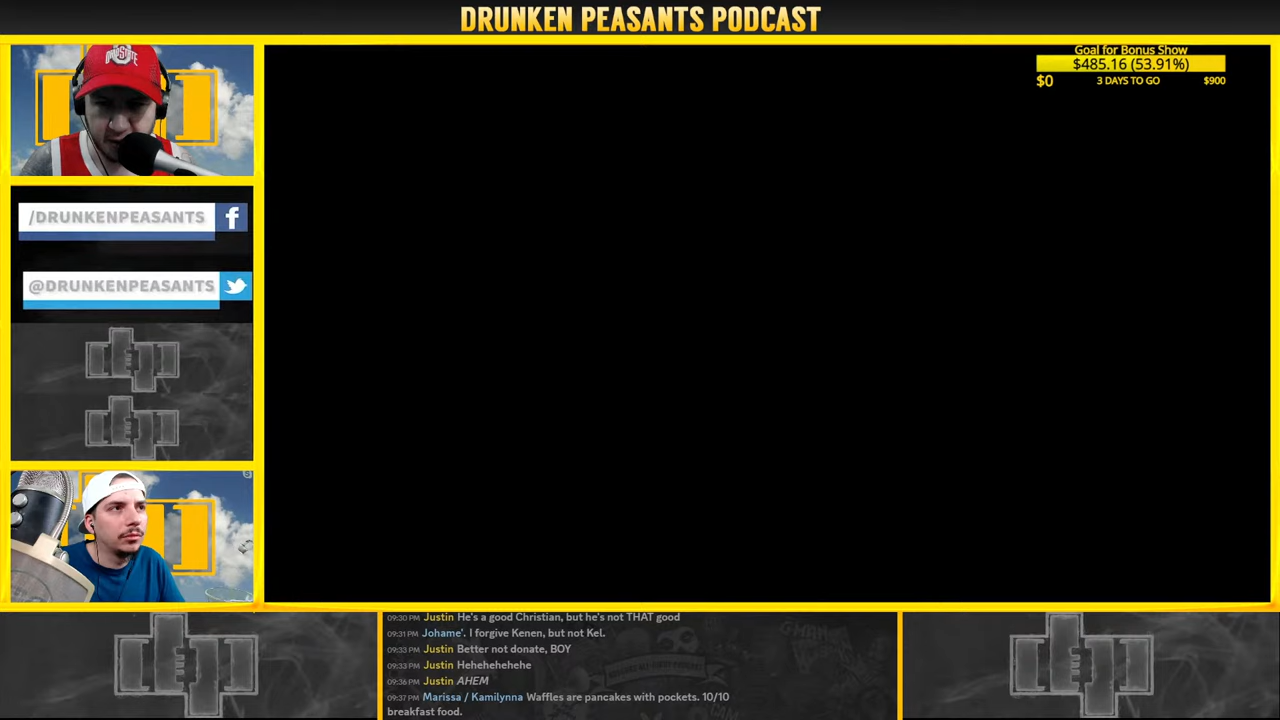 DRUNKEN PEASANTS PODCAST
Goal for Bonus Show
$485.16 (53.91%)
$0 3 DAYS TO GO $900
/DRUNKENPEASANTS f
@DRUNKENPEASANTS
09:30 PM Justin He's a good Christian, but he's not THAT good
09:31 PM Johame'. I forgive Kenen, but not Kel.
09:33 PM Justin Better not donate, BOY
09:33 PM Justin Hehehehehehe
09:36 PM Justin AHEM
09:37 PM Marissa / Kamilynna Waffles are pancakes with pockets. 10/10
breakfast food.